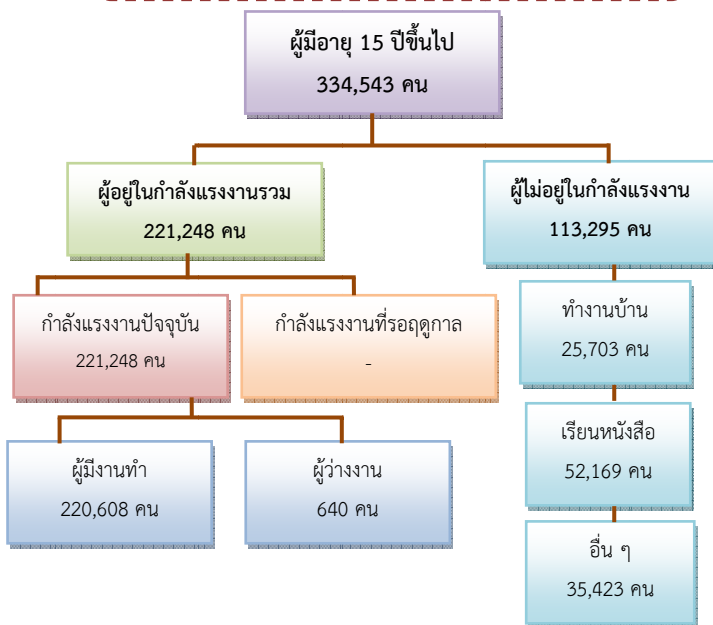 ผู้มีอายุ 15 ปีขึ้นไป
334,543 คน
ผู้อยู่ในกำลังแรงงานรวม
221,248 คน
ผู้ไม่อยู่ในกำลังแรงงาน
113,295 คน
กำลังแรงงานปัจจุบัน
221,248 คน
กำลังแรงงานที่รอฤดูกาล
-
ทำงานบ้าน
25,703 คน
ผู้มีงานทำ
220,608 คน
ผู้ว่างงาน
640 คน
เรียนหนังสือ
52,169 คน
อื่น ๆ
35,423 คน